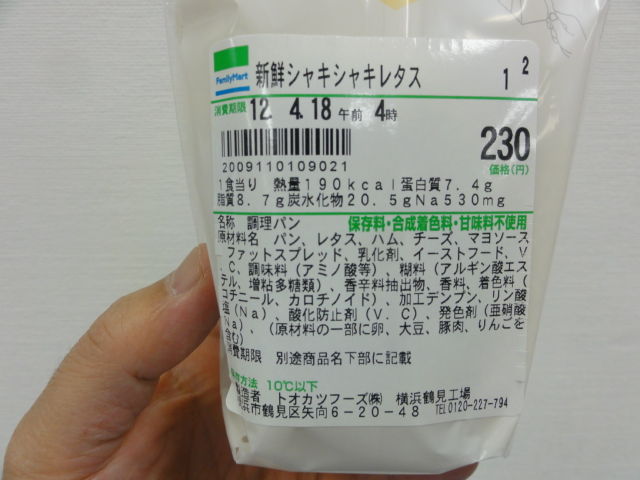 FamilyMart
新鮮シャキシャキレタス 1 2
消費期限 12. 4.18 午前 4時
230
価格(円)
2009110109021
1食当り 熱量190kcal蛋白質7.4g
脂質8.7g炭水化物20.5gNa530mg
名称 調理パン 保存料・合成着色料・甘味料不使用
原材料名 パン、レタス、ハム、チーズ、マヨソース
、ファットスプレッド、乳化剤、イーストフード、V
.C、調味料(アミノ酸等)、糊料(アルギン酸エス
テル、増粘多糖類)、香辛料抽出物、香料、着色料(
コチニール、カロチノイド)、加工デンプン、リン酸
塩(Na)、酸化防止剤(V.C)、発色剤(亜硝酸
Na)、(原材料の一部に卵、大豆、豚肉、りんごを
含む)
消費期限 別途商品名下部に記載
保存方法 10℃以下
製造者 トオカツフーズ㈱ 横浜鶴見工場
横浜市鶴見区矢向6-20-48 TEL0120-227-794